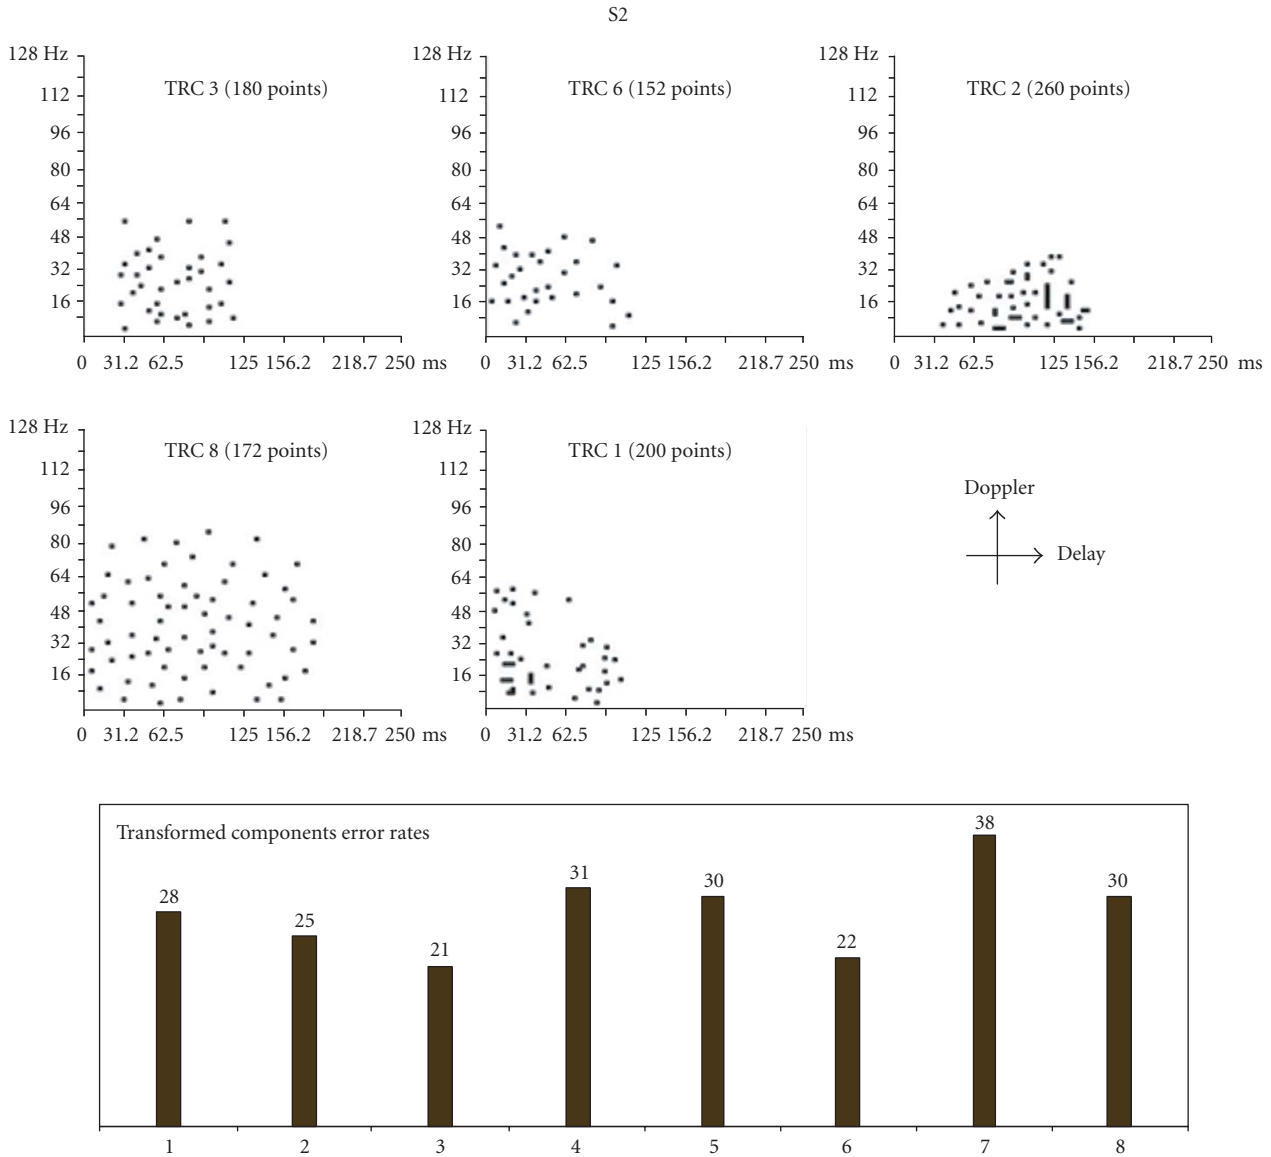 S2
TRC 3 (180 points)
128 Hz
112
96
80
64
48
32
16
0 31.2 62.5 125 156.2 218.7 250 ms
TRC 6 (152 points)
128 Hz
112
96
80
64
48
32
16
0 31.2 62.5 125 156.2 218.7 250 ms
TRC 2 (260 points)
128 Hz
112
96
80
64
48
32
16
0 31.2 62.5 125 156.2 218.7 250 ms
TRC 8 (172 points)
128 Hz
112
96
80
64
48
32
16
0 31.2 62.5 125 156.2 218.7 250 ms
TRC 1 (200 points)
128 Hz
112
96
80
64
48
32
16
0 31.2 62.5 125 156.2 218.7 250 ms
Doppler
Delay
Transformed components error rates
28 25 21 31 30 22 38 30
1 2 3 4 5 6 7 8